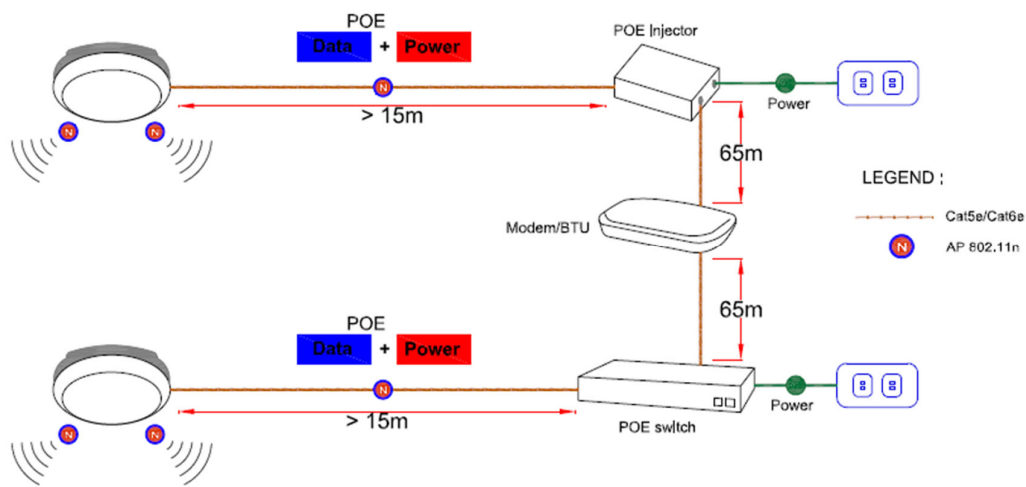 POE
Data + Power
POE Injector
N
Power
> 15m
N N
65m
LEGEND :
Cat5e/Cat6e
Modem/BTU
N AP 802.11n
65m
POE
Data + Power
N
Power
> 15m
POE switch
N N